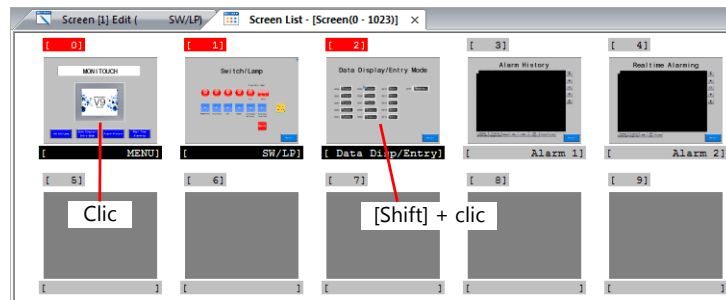 Screen [1] Edit ( SW/LP) Screen List - [Screen(0 - 1023)] ×
[ 0] [ 1] [ 2] [ 3] [ 4]
MONITOUCH
V9
Switch/Lamp
Data Display/Entry Mode
Alarm History
Realtime Alarming
[ MENU] [ SW/LP] [ Data Disp/Entry] [ Alarm 1] [ Alarm 2]
[ 5] [ 6] [ 7] [ 8] [ 9]
Clic
[Shift] + clic
[ ] [ ] [ ] [ ] [ ]